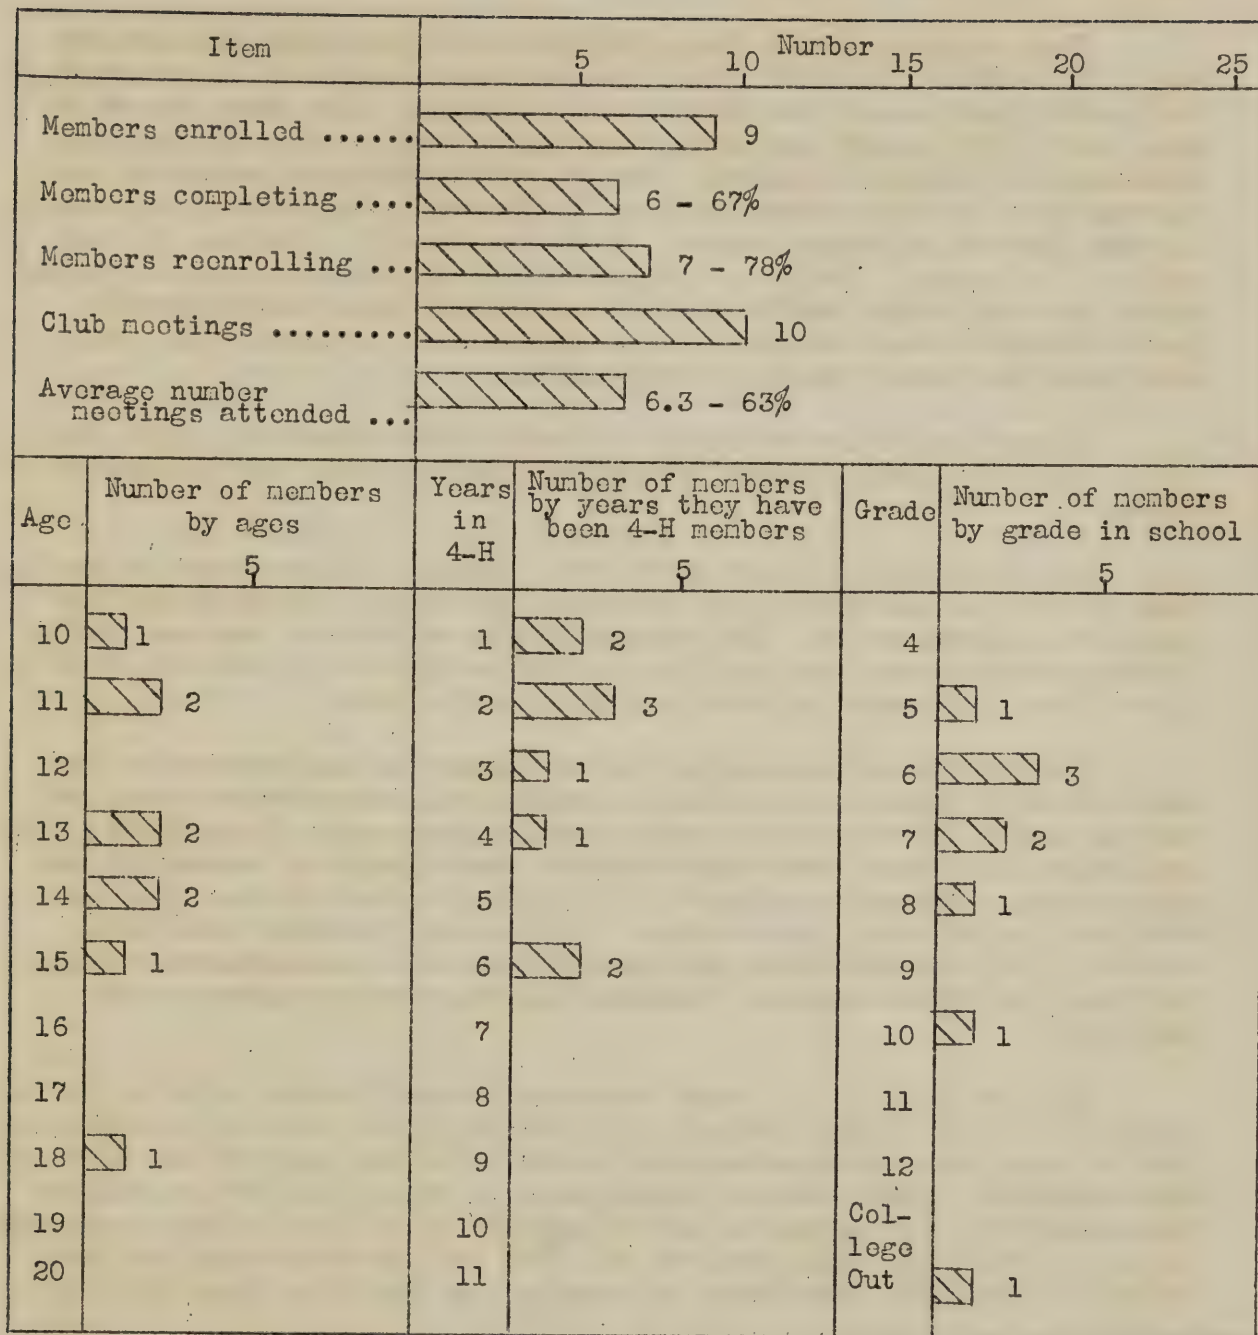 Item
Number
5 10 15 20 25
Members enrolled ...... 9
Members completing .... 6 - 67%
Members reenrolling ... 7 - 78%
Club meetings ......... 10
Average number
meetings attended ... 6.3 - 63%
Age
Number of members
by ages
5
10 1
11 2
12
13 2
14 2
15 1
16
17
18 1
19
20
Years
in
4-H
Number of members
by years they have
been 4-H members
5
1 2
2 3
3 1
4 1
5
6 2
7
8
9
10
11
Grade
Number of members
by grade in school
5
4
5 1
6 3
7 2
8 1
9
10 1
11
12
Col-
lege
Out 1